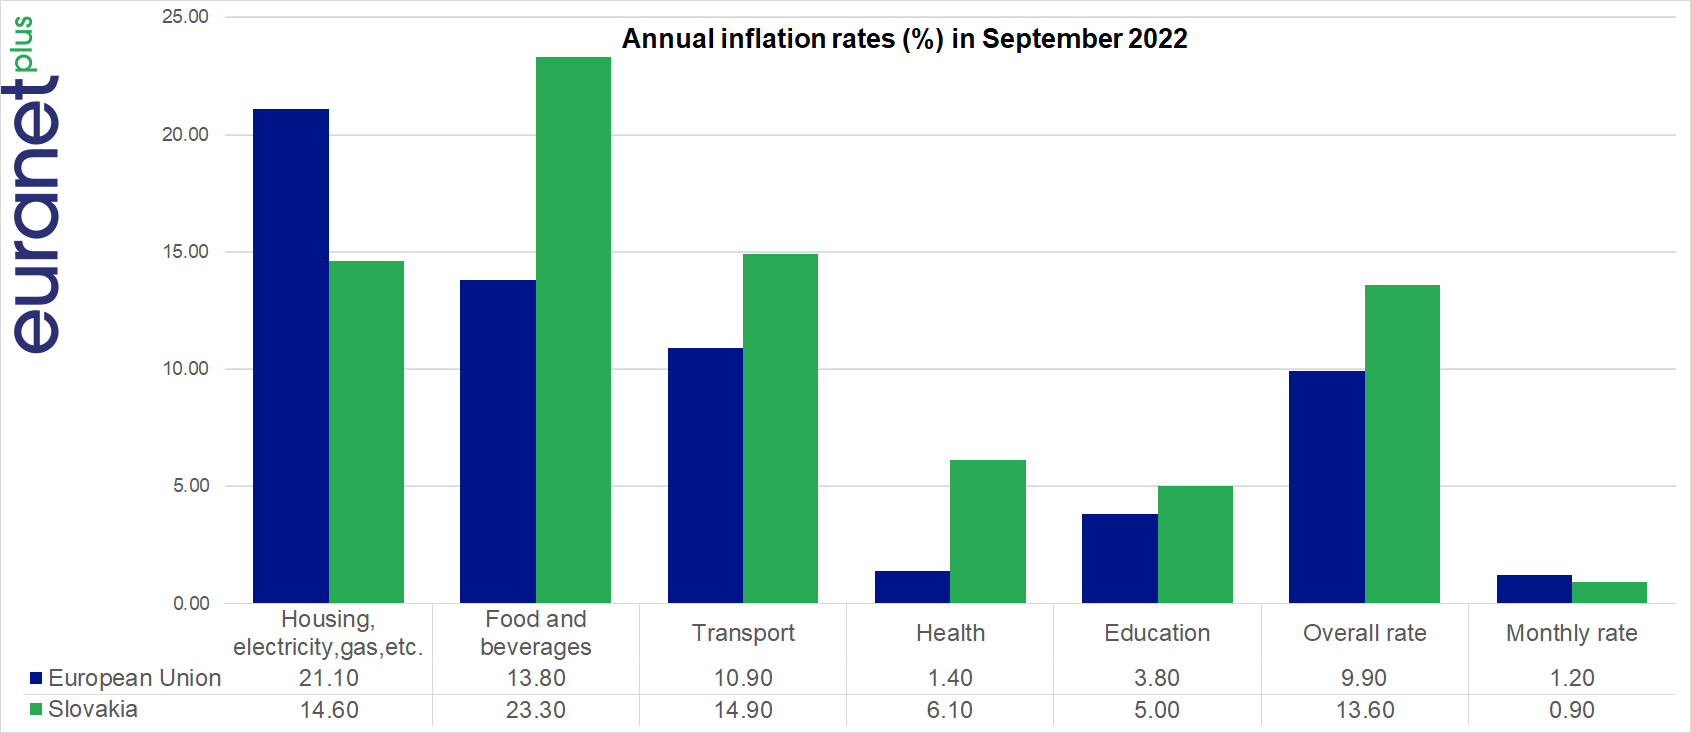 euranet plus
Annual inflation rates (%) in September 2022
25.00
20.00
15.00
10.00
5.00
0.00
Housing, electricity,gas,etc.
Food and beverages
Transport
Health
Education
Overall rate
Monthly rate
European Union 21.10 13.80 10.90 1.40 3.80 9.90 1.20
Slovakia 14.60 23.30 14.90 6.10 5.00 13.60 0.90